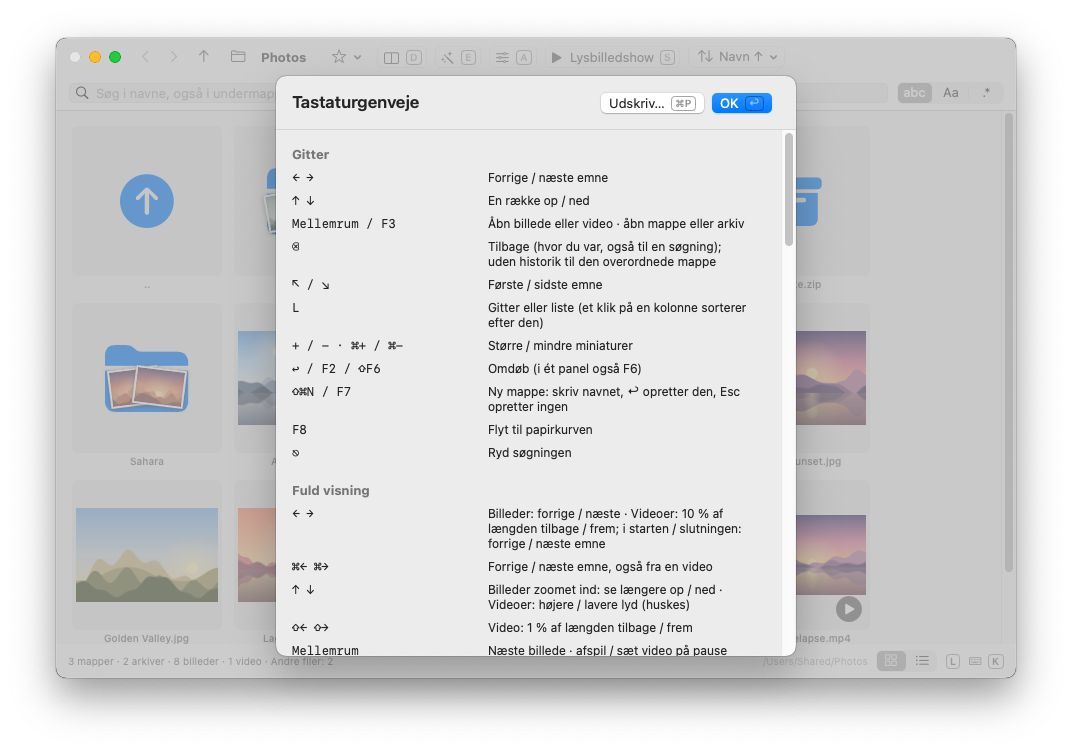 Photos
D
E
A
Lysbilledshow S
Navn ↑
Søg i navne, også i undermap
abc
Aa
.*
Tastaturgenveje
Udskriv... ⌘P
OK ↩
Gitter
← → Forrige / næste emne
↑ ↓ En række op / ned
Mellemrum / F3 Åbn billede eller video · åbn mappe eller arkiv
⌫ Tilbage (hvor du var, også til en søgning);
uden historik til den overordnede mappe
↖ / ↘ Første / sidste emne
L Gitter eller liste (et klik på en kolonne sorterer
efter den)
+ / − · ⌘+ / ⌘− Større / mindre miniaturer
↩ / F2 / ⇧F6 Omdøb (i ét panel også F6)
⇧⌘N / F7 Ny mappe: skriv navnet, ↩ opretter den, Esc
opretter ingen
F8 Flyt til papirkurven
⎋ Ryd søgningen
Fuld visning
← → Billeder: forrige / næste · Videoer: 10 % af
længden tilbage / frem; i starten / slutningen:
forrige / næste emne
⌘← ⌘→ Forrige / næste emne, også fra en video
↑ ↓ Billeder zoomet ind: se længere op / ned ·
Videoer: højere / lavere lyd (huskes)
⇧← ⇧→ Video: 1 % af længden tilbage / frem
Mellemrum Næste billede · afspil / sæt video på pause
..
.zip
Sahara
unset.jpg
Golden Valley.jpg
elapse.mp4
3 mapper · 2 arkiver · 8 billeder · 1 video · Andre filer: 2
/Users/Shared/Photos
L
K